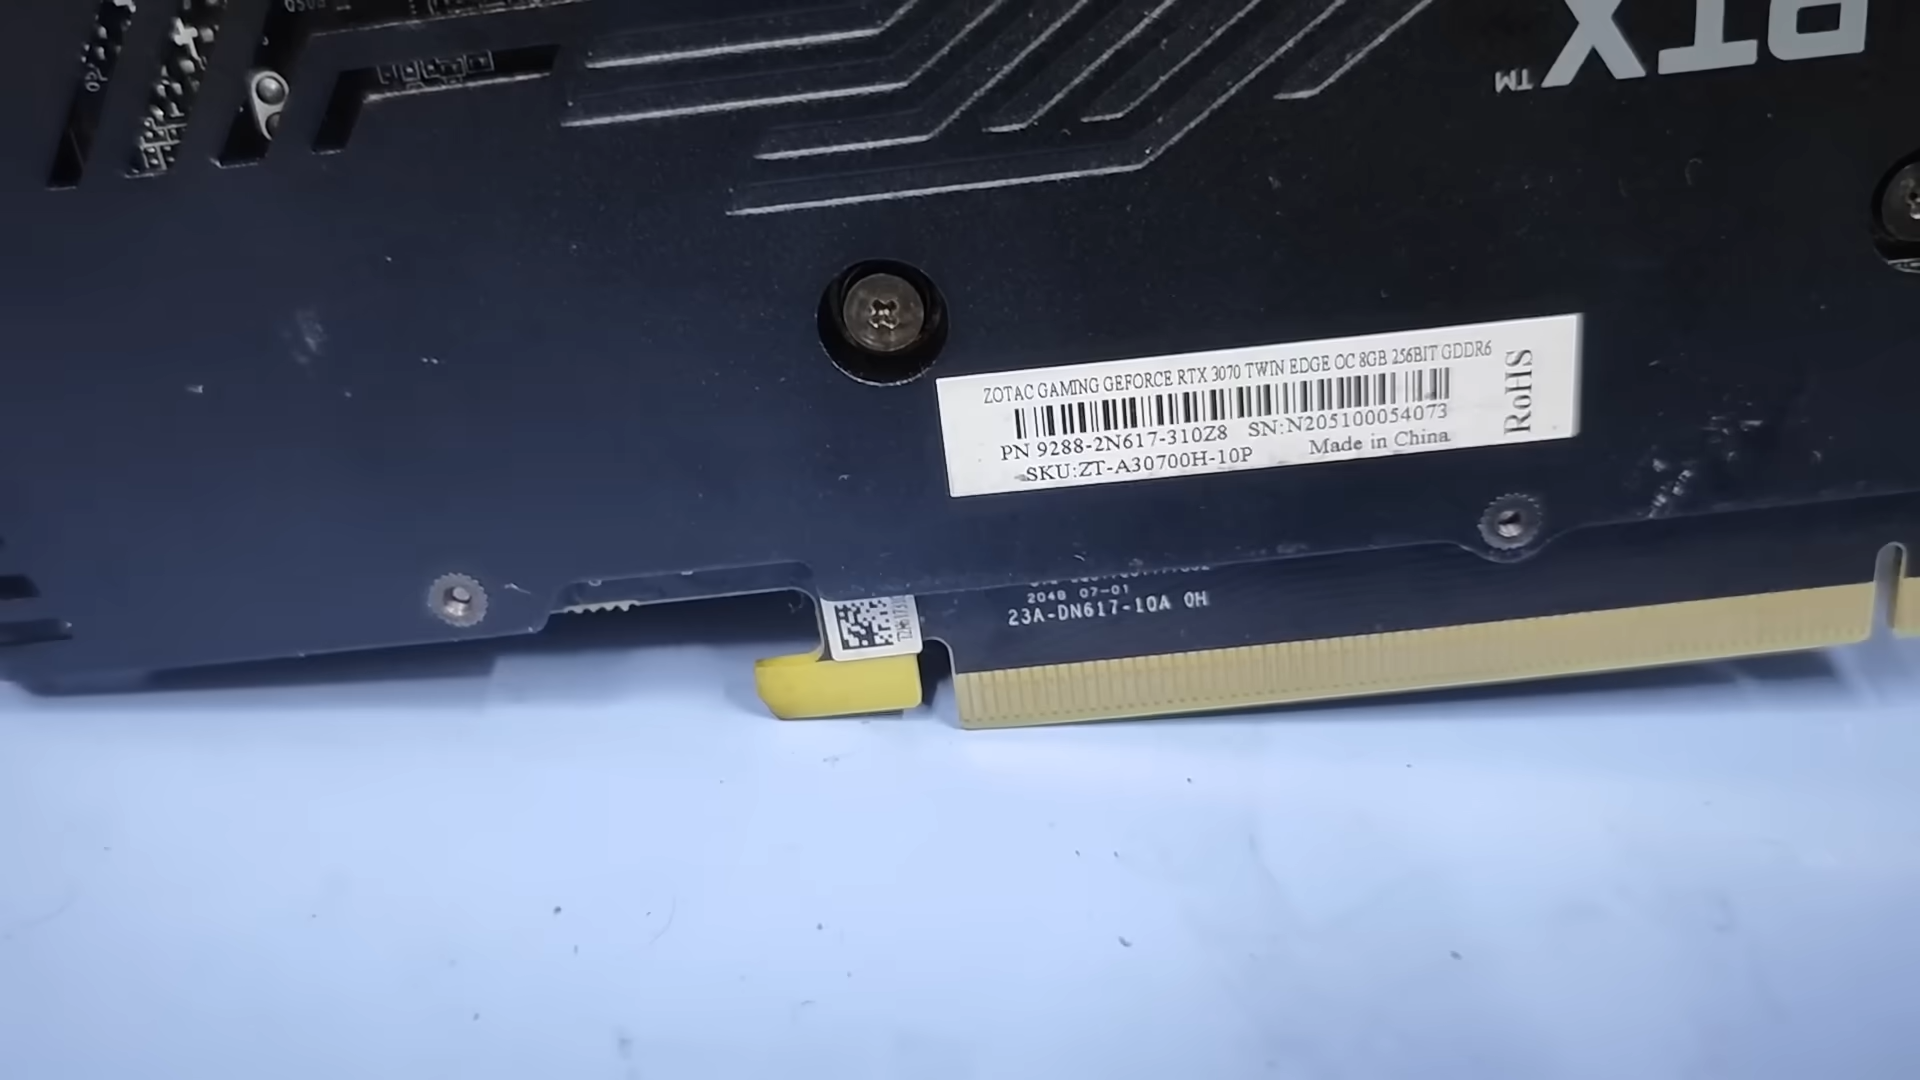 RTX™
ZOTAC GAMING GEFORCE RTX 3070 TWIN EDGE OC 8GB 256BIT GDDR6
PN 9288-2N617-310Z8 SN:N205100054073
SKU:ZT-A30700H-10P Made in China
RoHS
2048 07-01
23A-DN617-10A 0H